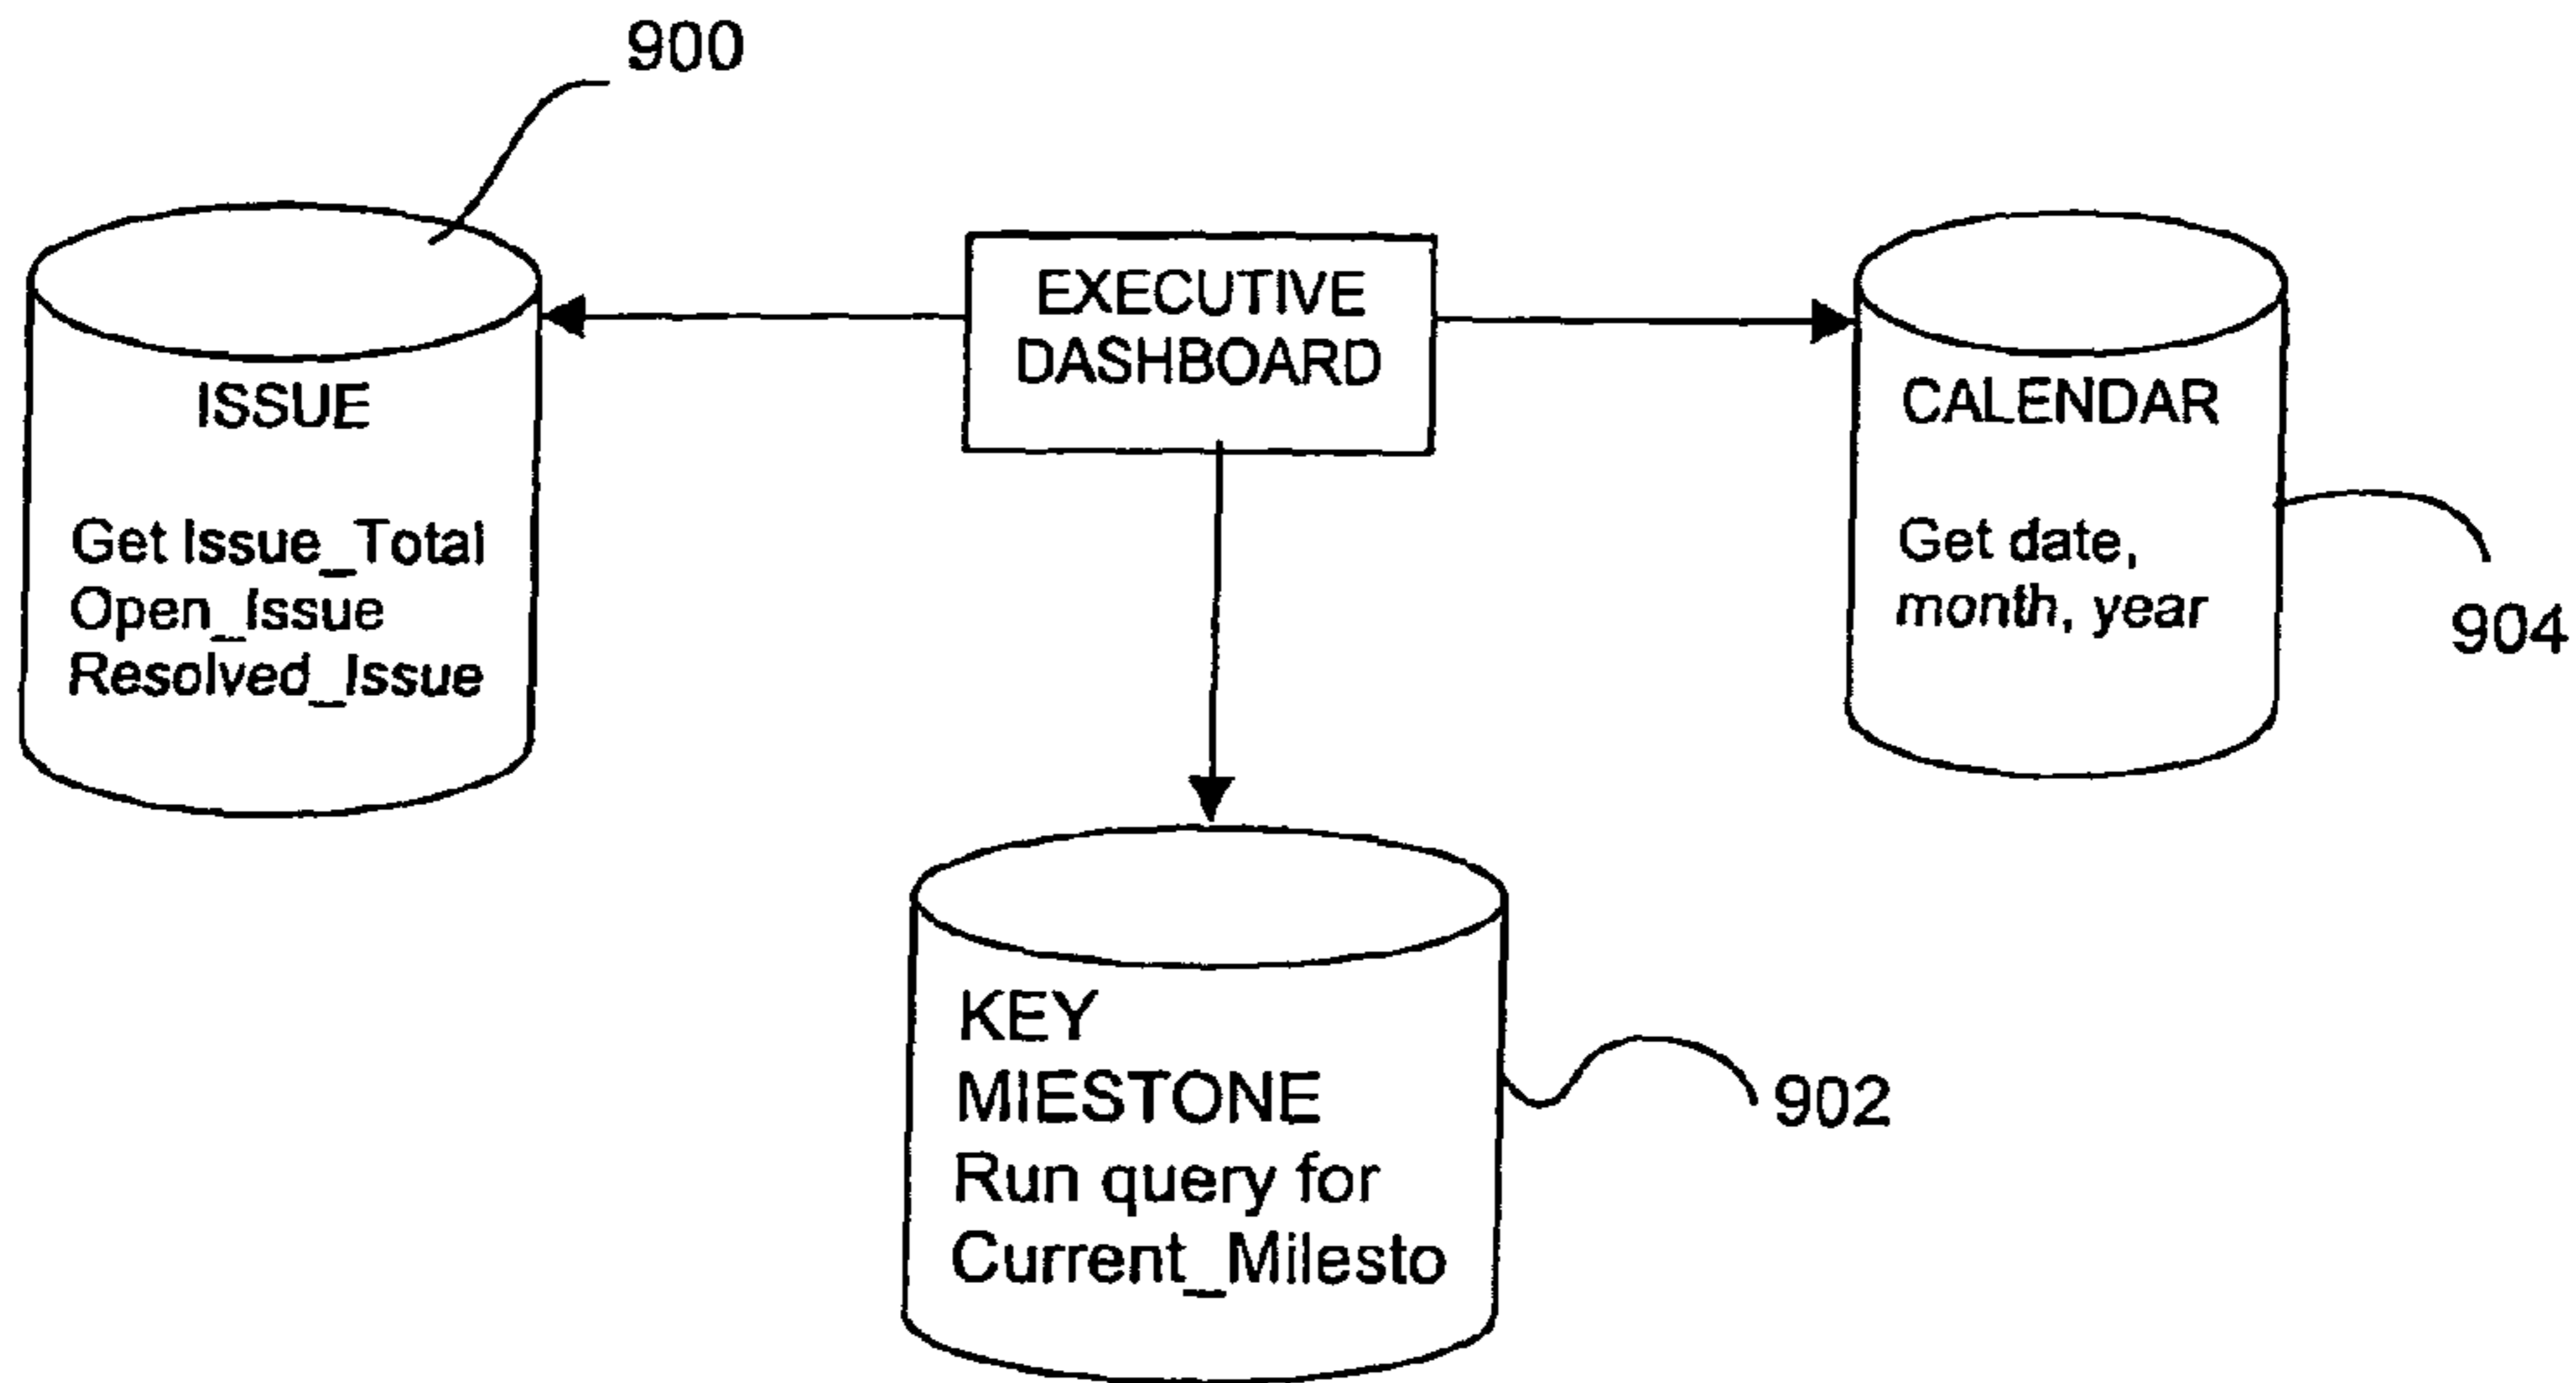 900
EXECUTIVE
DASHBOARD
ISSUE
Get Issue_Total
Open_Issue
Resolved_Issue
CALENDAR
Get date,
month, year
904
KEY
MIESTONE
Run query for
Current_Milesto
902